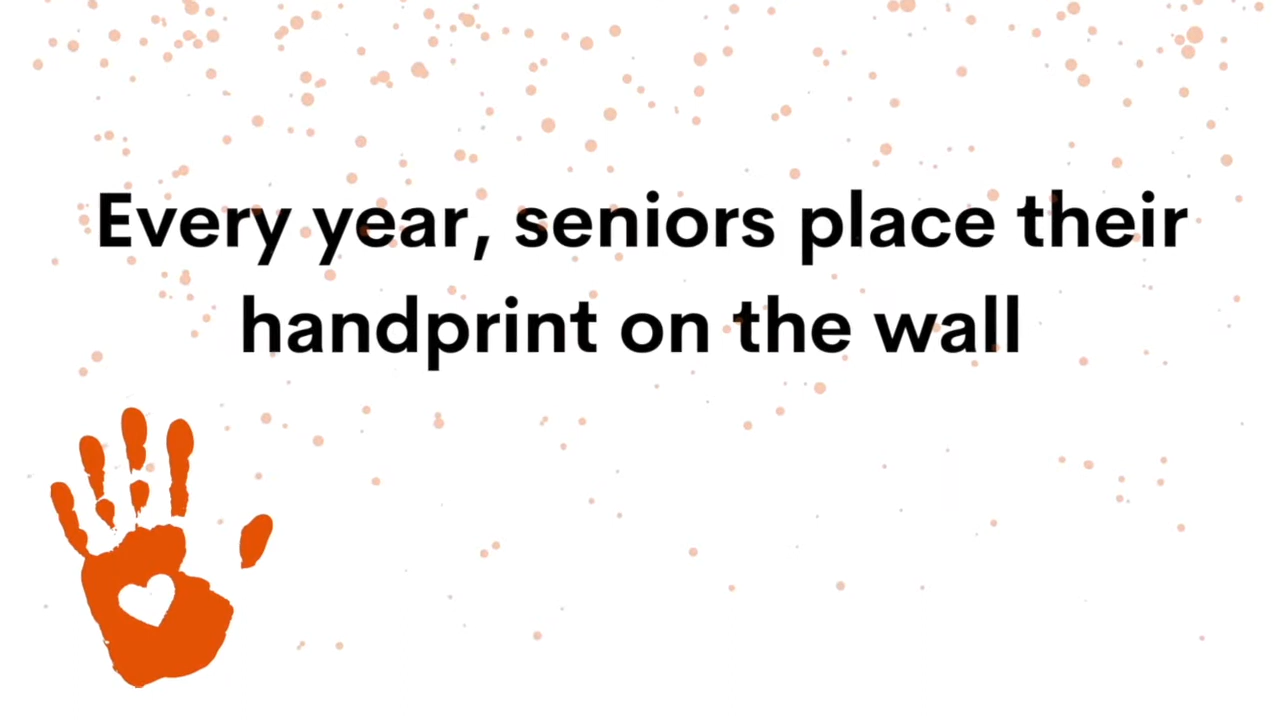 Every year, seniors place their
handprint on the wall